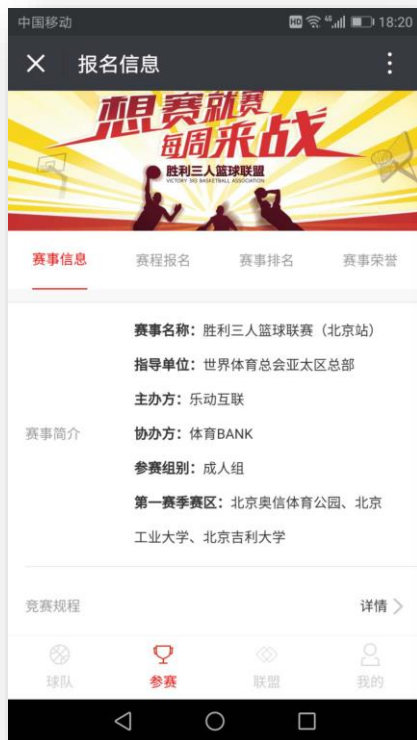 中国移动
HD 46 18:20
报名信息
想赛就赛
每周来战
胜利三人篮球联盟
VICTORY 3X3 BASKETBALL ASSOCIATION
赛事信息 赛程报名 赛事排名 赛事荣誉
赛事名称：胜利三人篮球联赛（北京站）
指导单位：世界体育总会亚太区总部
主办方：乐动互联
赛事简介 协办方：体育BANK
参赛组别：成人组
第一赛季赛区：北京奥信体育公园、北京
工业大学、北京吉利大学
竞赛规程 详情
球队 参赛 联盟 我的